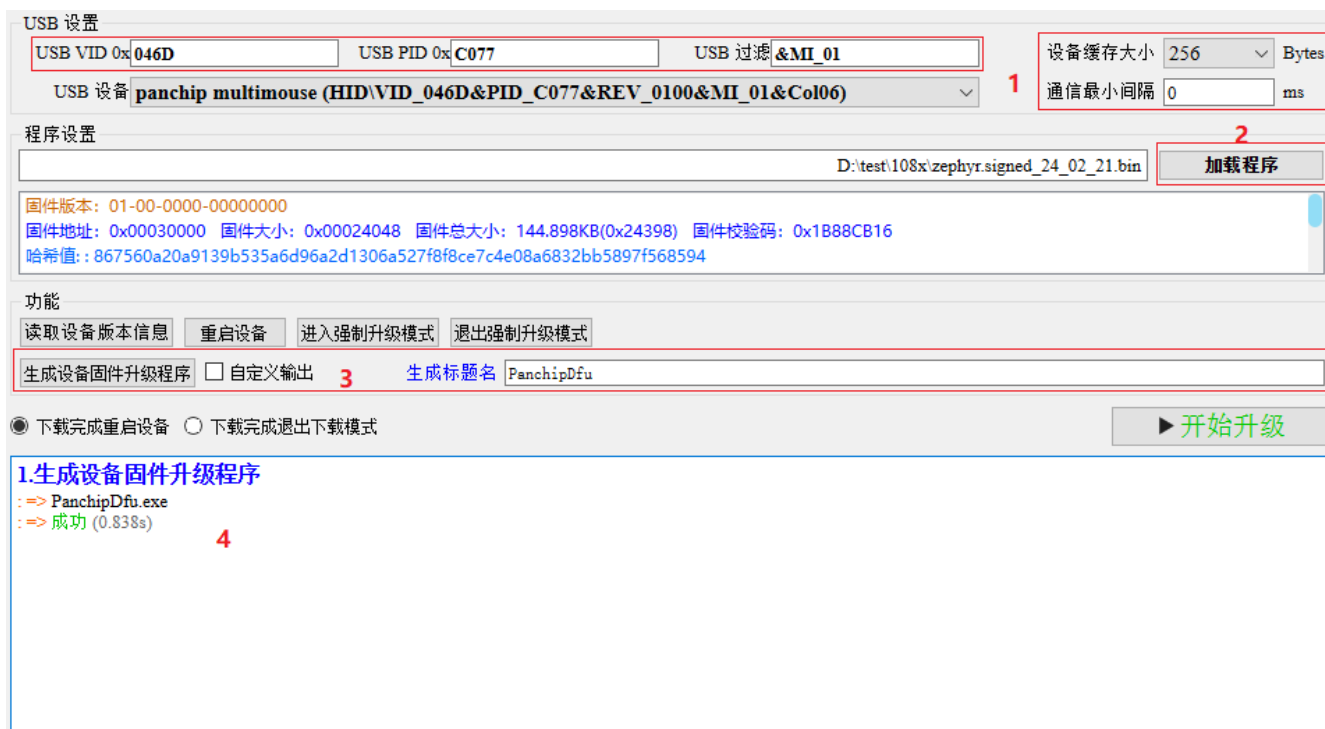 USB 设置
USB VID 0x 046D USB PID 0x C077 USB 过滤 &MI_01 设备缓存大小 256 Bytes
USB 设备 panchip multimouse (HID\VID_046D&PID_C077&REV_0100&MI_01&Col06) 1 通信最小间隔 0 ms
程序设置 2
D:\test\108x\zephyr.signed_24_02_21.bin 加载程序
固件版本：01-00-0000-00000000
固件地址：0x00030000 固件大小：0x00024048 固件总大小：144.898KB(0x24398) 固件校验码：0x1B88CB16
哈希值:：867560a20a9139b535a6d96a2d1306a527f8f8ce7c4e08a6832bb5897f568594
功能
读取设备版本信息 重启设备 进入强制升级模式 退出强制升级模式
生成设备固件升级程序 自定义输出 3 生成标题名 PanchipDfu
下载完成重启设备 下载完成退出下载模式 ▶开始升级
1.生成设备固件升级程序
: => PanchipDfu.exe
: => 成功 (0.838s)
4